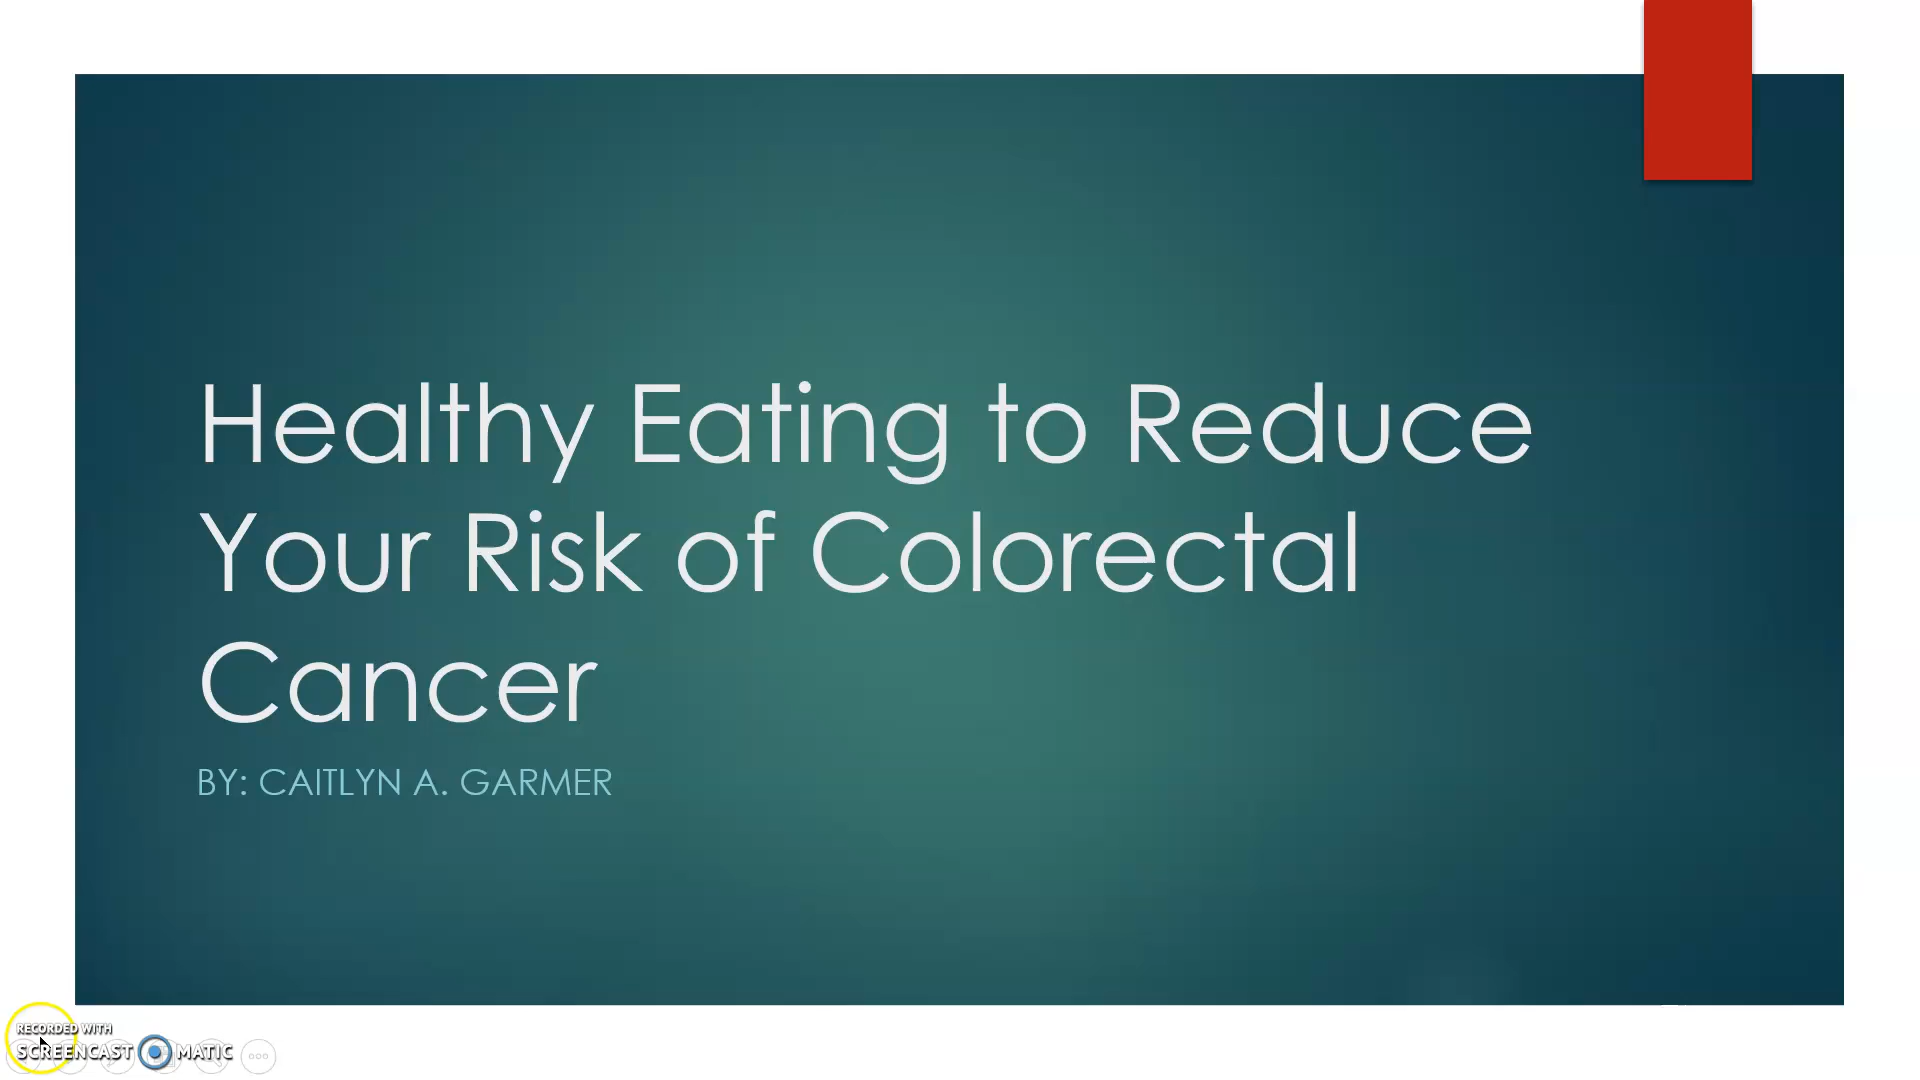 Healthy Eating to Reduce
Your Risk of Colorectal
Cancer
BY: CAITLYN A. GARMER
RECORDED WITH
SCREENCAST MATIC